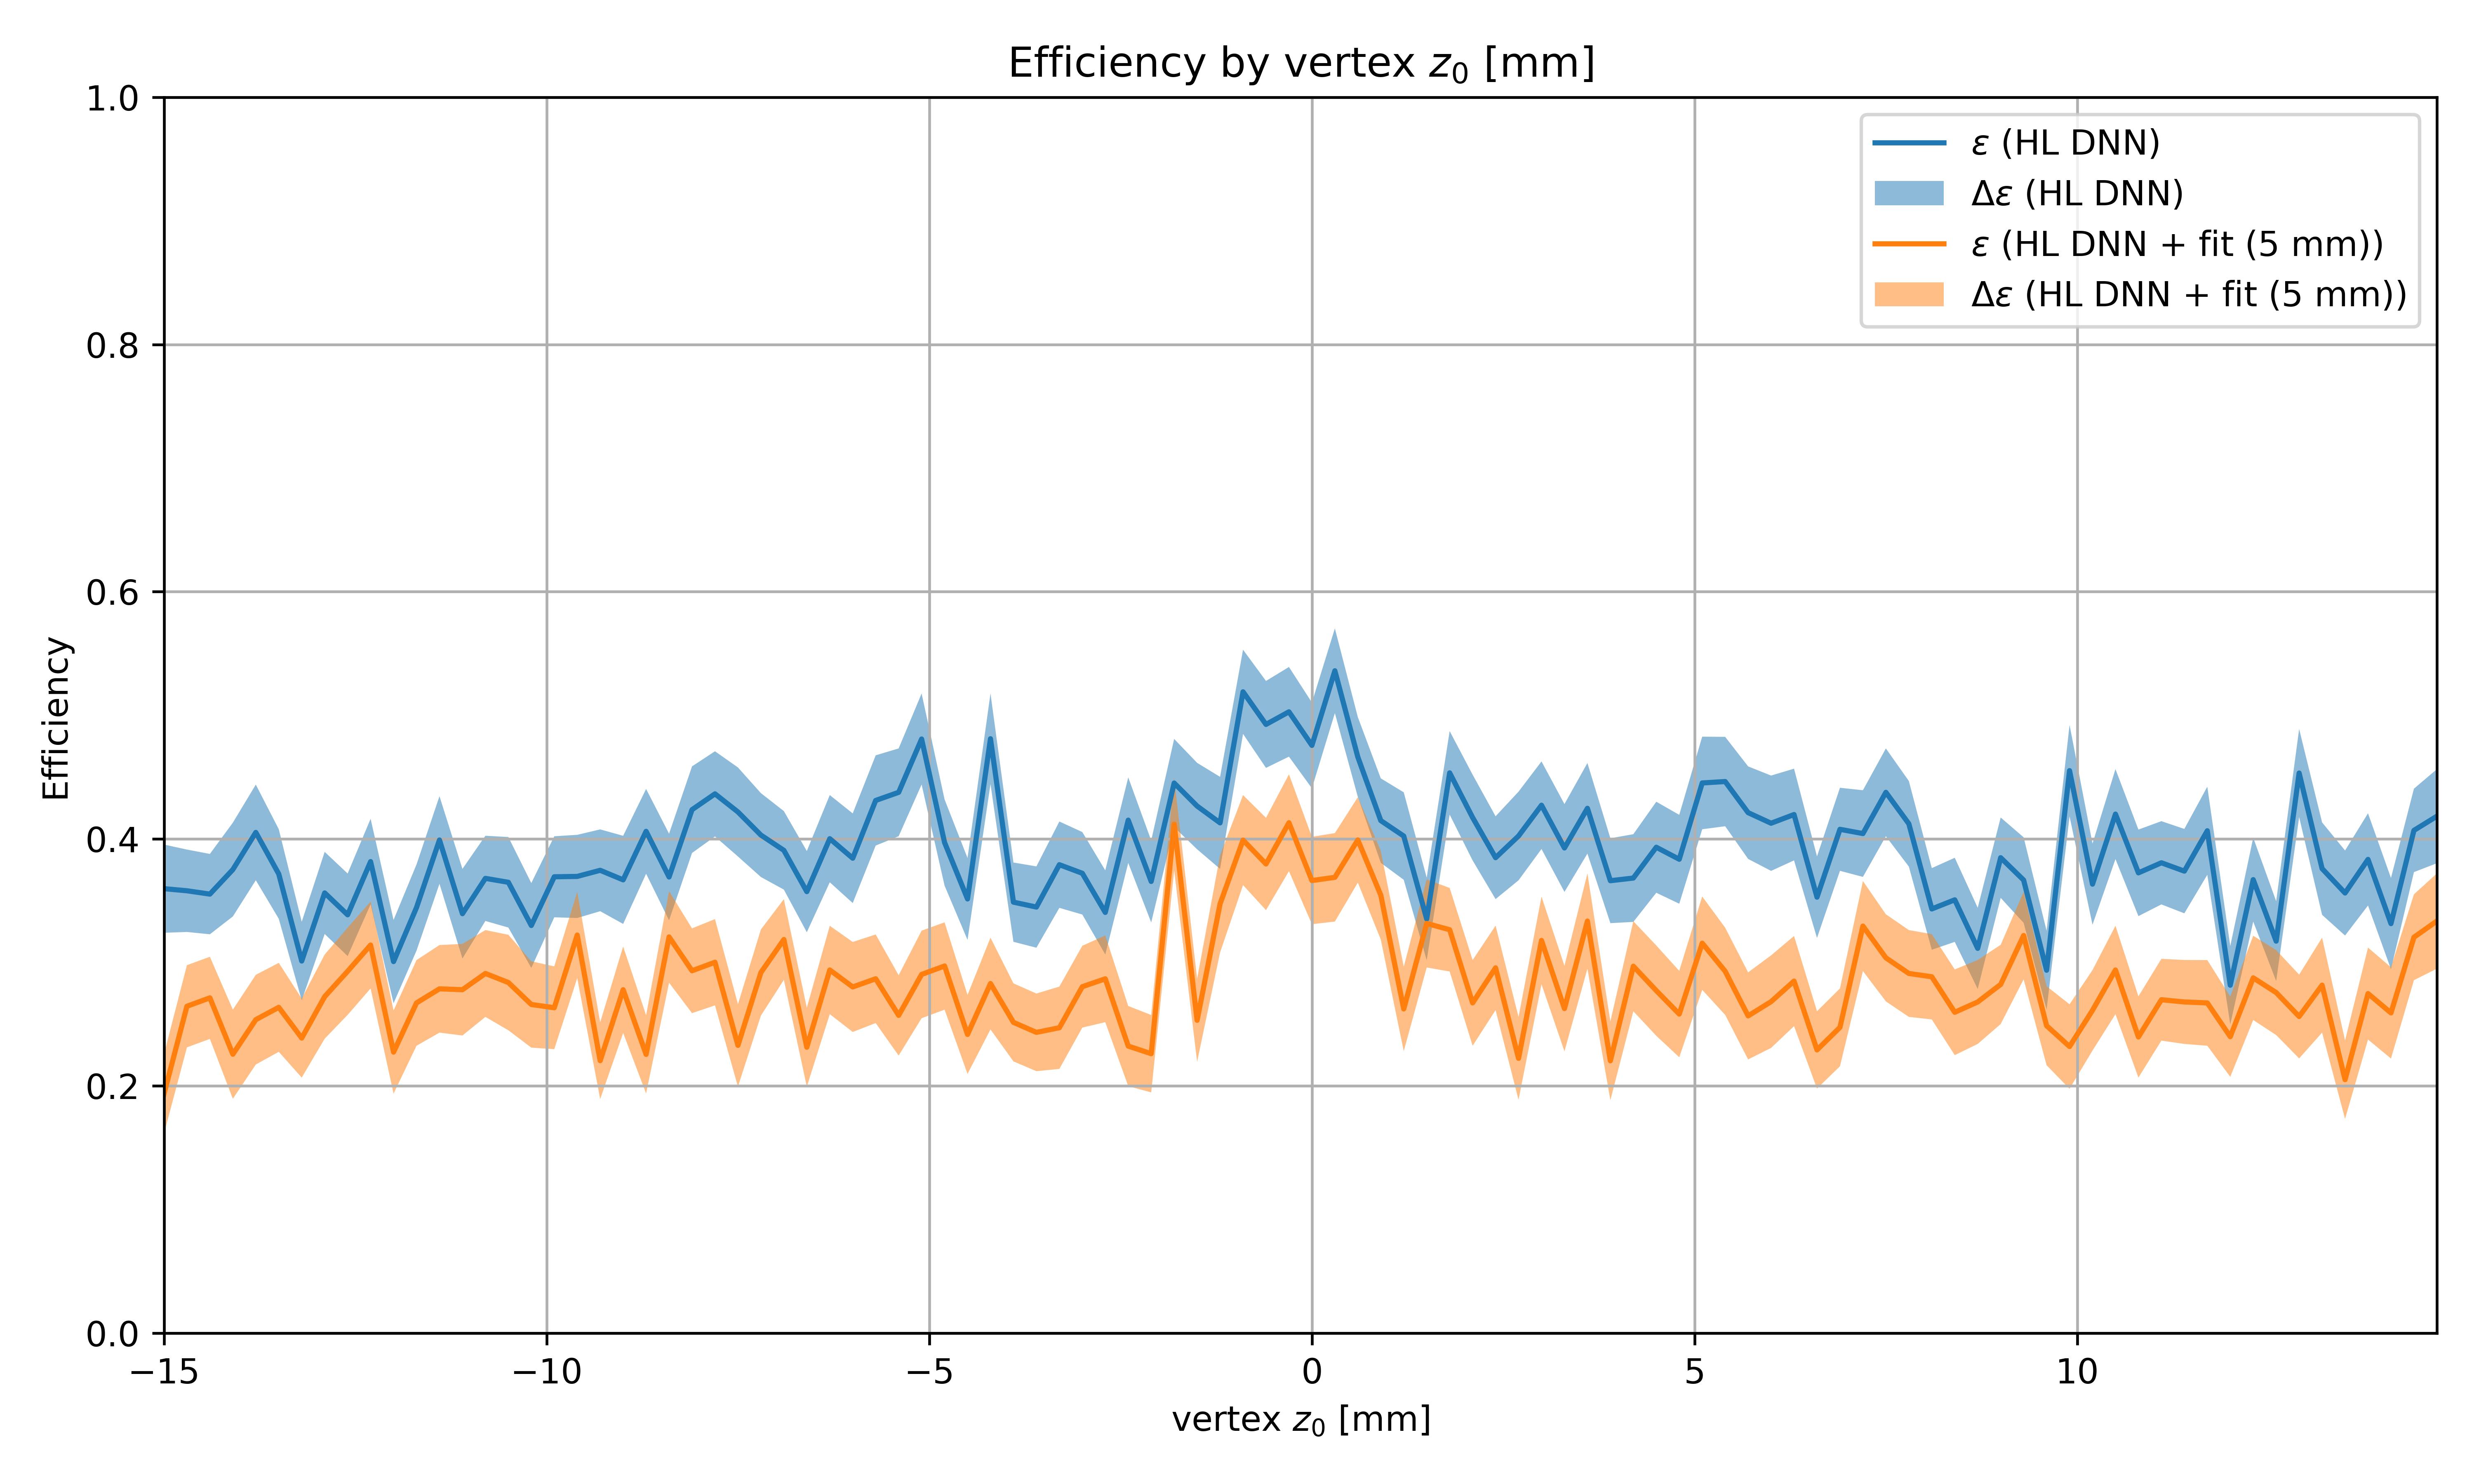 Efficiency by vertex z₀ [mm]
1.0
0.8
0.6
0.4
0.2
0.0
Efficiency
ε (HL DNN)
Δε (HL DNN)
ε (HL DNN + fit (5 mm))
Δε (HL DNN + fit (5 mm))
−15 −10 −5 0 5 10
vertex z₀ [mm]